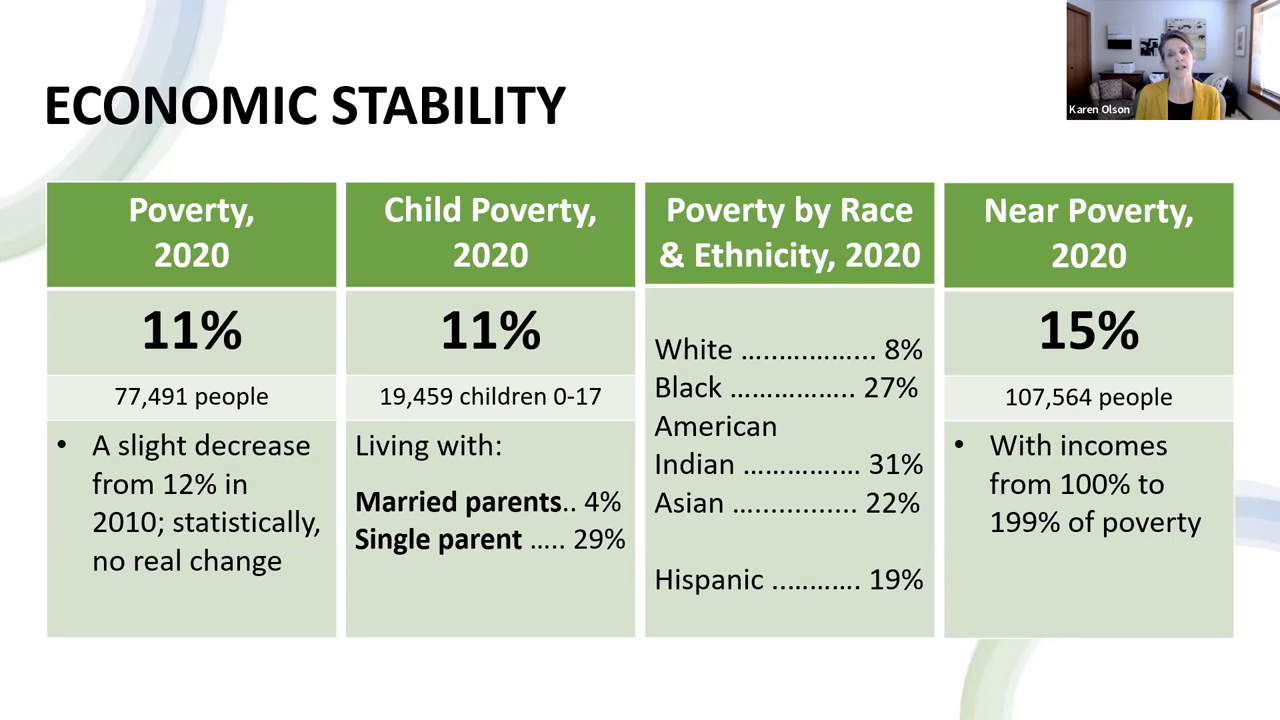 Karen Olson
ECONOMIC STABILITY
Poverty,
2020
11%
77,491 people
• A slight decrease
from 12% in
2010; statistically,
no real change
Child Poverty,
2020
11%
19,459 children 0-17
Living with:
Married parents.. 4%
Single parent ..... 29%
Poverty by Race
& Ethnicity, 2020
White ….…..……... 8%
Black …………….. 27%
American
Indian ………….… 31%
Asian …............. 22%
Hispanic ..………. 19%
Near Poverty,
2020
15%
107,564 people
• With incomes
from 100% to
199% of poverty